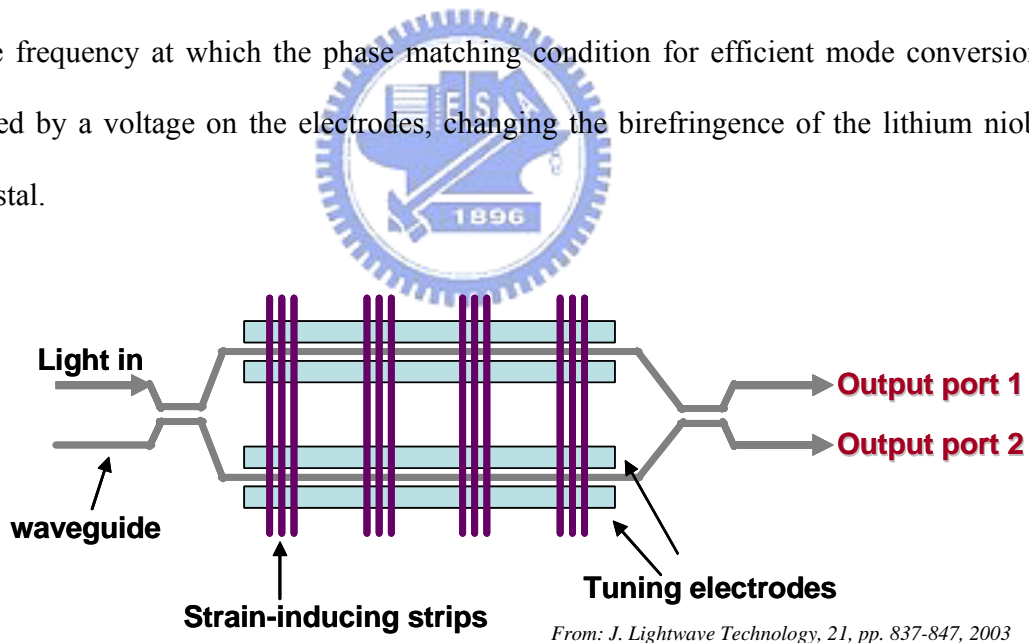 e frequency at which the phase matching condition for efficient mode conversion
ed by a voltage on the electrodes, changing the birefringence of the lithium niob
stal.
E S A
1896
Light in
Output port 1
Output port 2
waveguide
Tuning electrodes
Strain-inducing strips
From: J. Lightwave Technology, 21, pp. 837-847, 2003